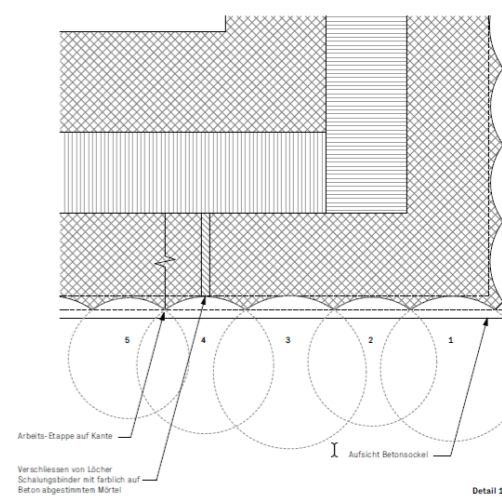 5 4 3 2 1
Arbeits-Etappe auf Kante
Aufsicht Betonsockel
Verschliessen von Löcher
Schalungsbinder mit farblich auf
Beton abgestimmtem Mörtel
Detail 1